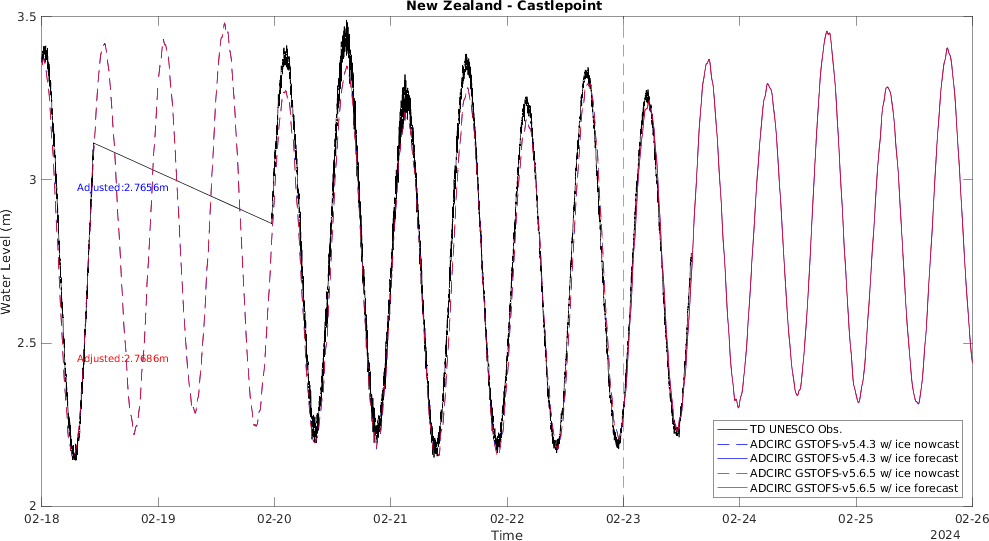 New Zealand - Castlepoint
3.5
3
2.5
2
Water Level (m)
Adjusted:2.7656m
Adjusted:2.7686m
TD UNESCO Obs.
ADCIRC GSTOFS-v5.4.3 w/ ice nowcast
ADCIRC GSTOFS-v5.4.3 w/ ice forecast
ADCIRC GSTOFS-v5.6.5 w/ ice nowcast
ADCIRC GSTOFS-v5.6.5 w/ ice forecast
02-18 02-19 02-20 02-21 02-22 02-23 02-24 02-25 02-26
Time
2024